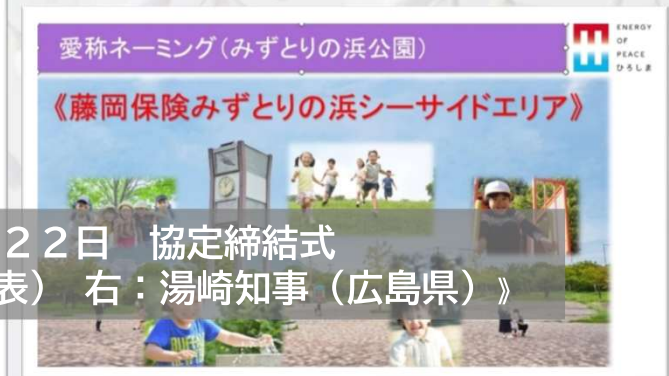 愛称ネーミング（みずとりの浜公園）
ENERGY
OF
PEACE
ひろしま
《藤岡保険みずとりの浜シーサイドエリア》
２２日　協定締結式
表）　右：湯崎知事（広島県）》